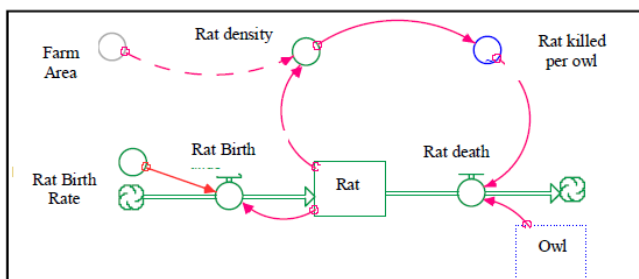 Farm
Area
Rat density
Rat killed
per owl
Rat Birth
Rat Birth
Rate
Rat
Rat death
Owl